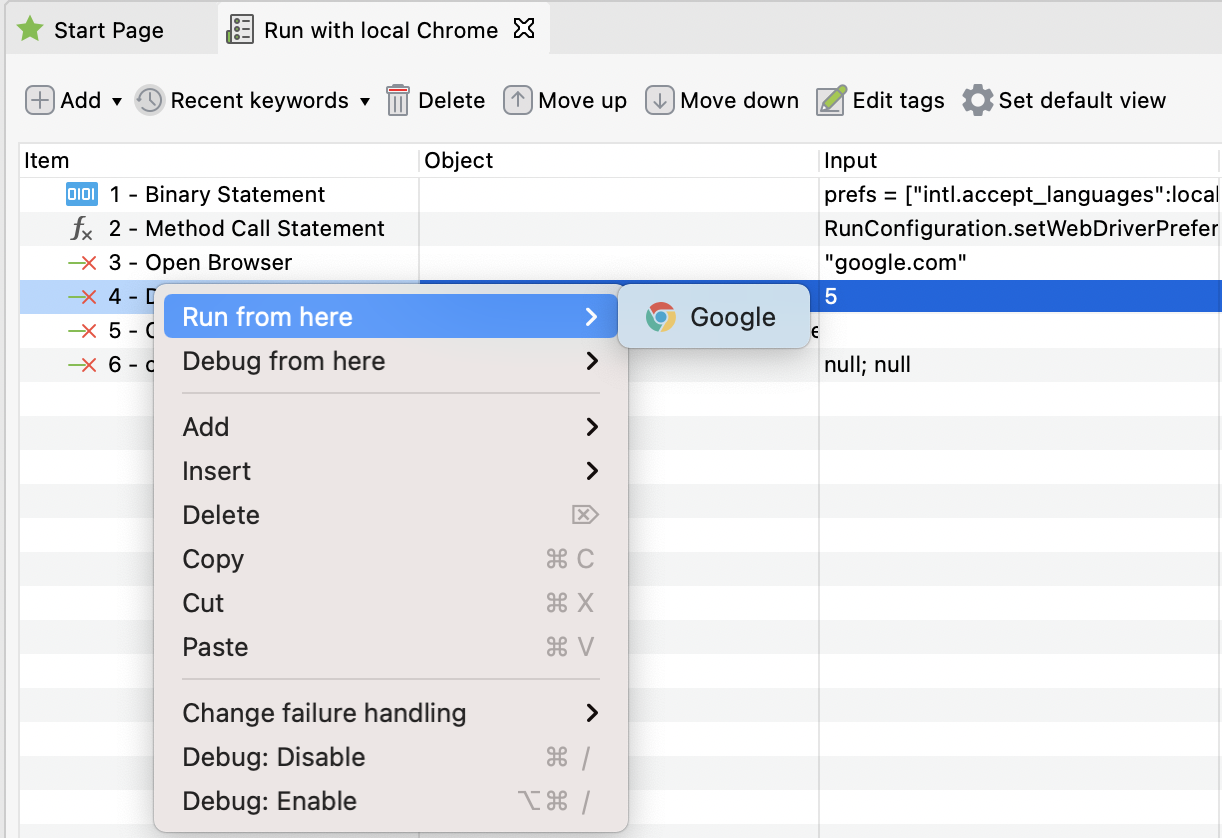 Start Page Run with local Chrome
Add Recent keywords Delete Move up Move down Edit tags Set default view
Item Object Input
1 - Binary Statement prefs = ["intl.accept_languages":local
2 - Method Call Statement RunConfiguration.setWebDriverPrefer
3 - Open Browser "google.com"
4 - D 5
Run from here Google
5 -
Debug from here
6 - c null; null
Add
Insert
Delete
Copy ⌘ C
Cut ⌘ X
Paste ⌘ V
Change failure handling
Debug: Disable ⌘ /
Debug: Enable ⌥⌘ /